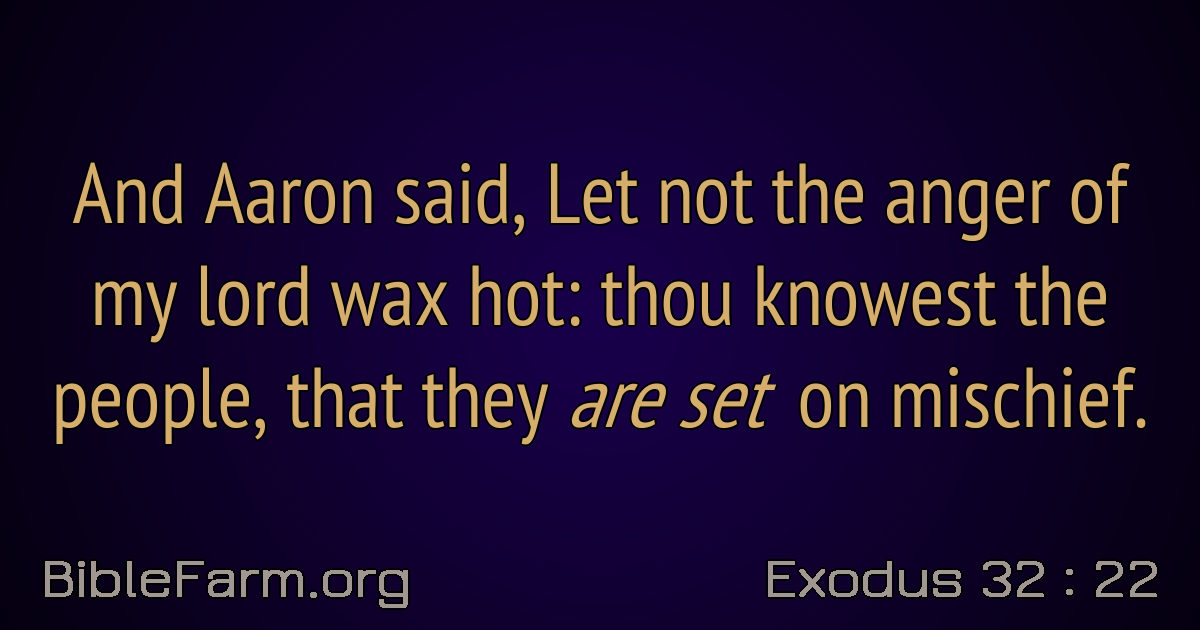 And Aaron said, Let not the anger of
my lord wax hot: thou knowest the
people, that they are set on mischief.
BibleFarm.org
Exodus 32 : 22